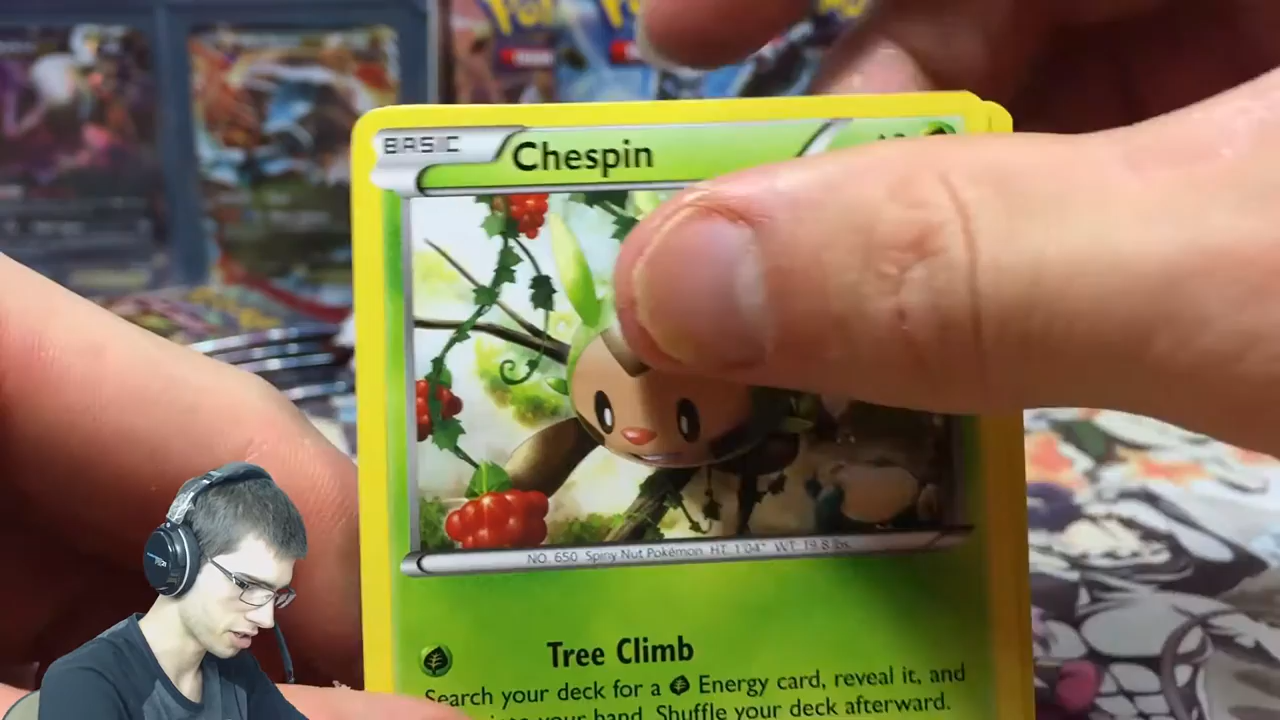 BASIC Chespin
NO. 650 Spiny Nut Pokémon HT. 1'04" WT. 19.8 lbs.
Tree Climb
Search your deck for a Energy card, reveal it, and
into your hand. Shuffle your deck afterward.